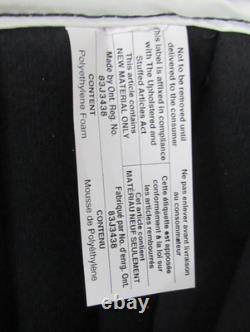 Not to be removed until
delivered to the consumer
This label is affixed in compliance
with The Upholstered and
Stuffed Articles Act
This article contains
NEW MATERIAL ONLY
Made by Ont. Reg. No.
83J3438
CONTENT
Polyethylene Foam
Ne pas enlever avant livraison
au consommateur
Cette étiquette est apposée
conformément à la loi sur
les articles rembourrés
Cet article contient
MATÉRIAU NEUF SEULEMENT
Fabriqué par No. d'enrg. Ont.
83J3438
CONTENU
Mousse de Polyéthylène